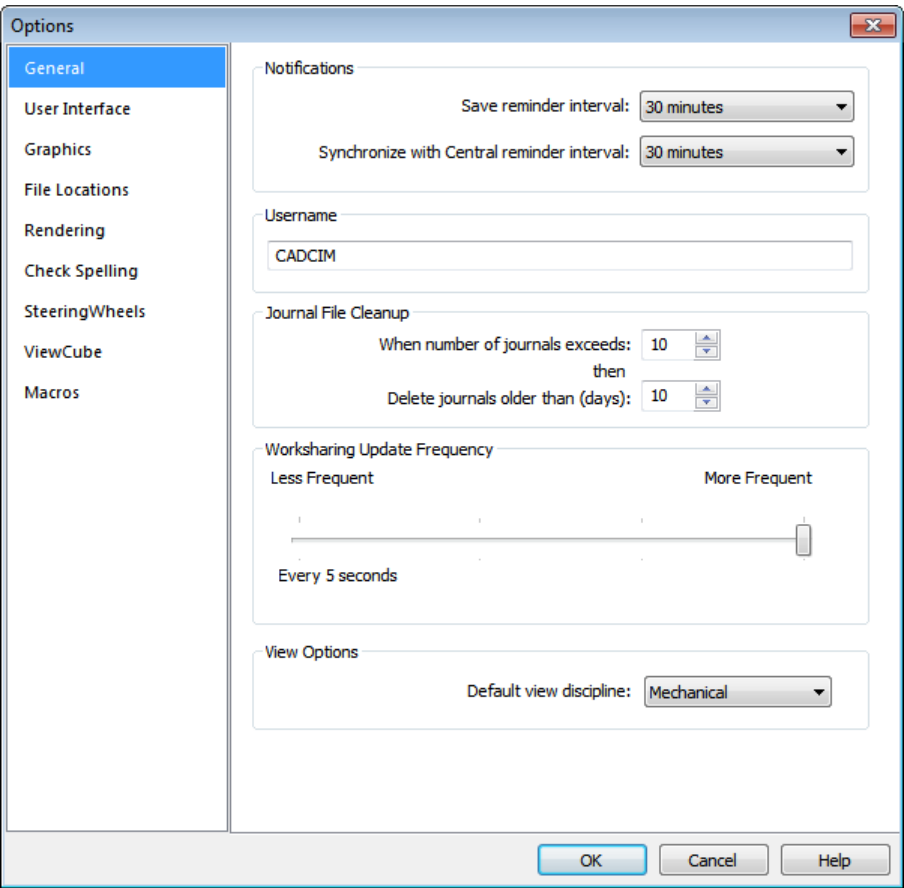 Options
General
User Interface
Graphics
File Locations
Rendering
Check Spelling
SteeringWheels
ViewCube
Macros
Notifications
Save reminder interval: 30 minutes
Synchronize with Central reminder interval: 30 minutes
Username
CADCIM
Journal File Cleanup
When number of journals exceeds: 10
then
Delete journals older than (days): 10
Worksharing Update Frequency
Less Frequent More Frequent
Every 5 seconds
View Options
Default view discipline: Mechanical
OK Cancel Help